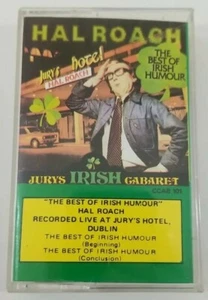 HAL ROACH
Jury's hotel
HAL ROACH
THE
BEST OF
IRISH
HUMOUR
JURYS IRISH CABARET
"THE BEST OF IRISH HUMOUR"
HAL ROACH
RECORDED LIVE AT JURY'S HOTEL,
DUBLIN
THE BEST OF IRISH HUMOUR
(Beginning)
THE BEST OF IRISH HUMOUR
(Conclusion)